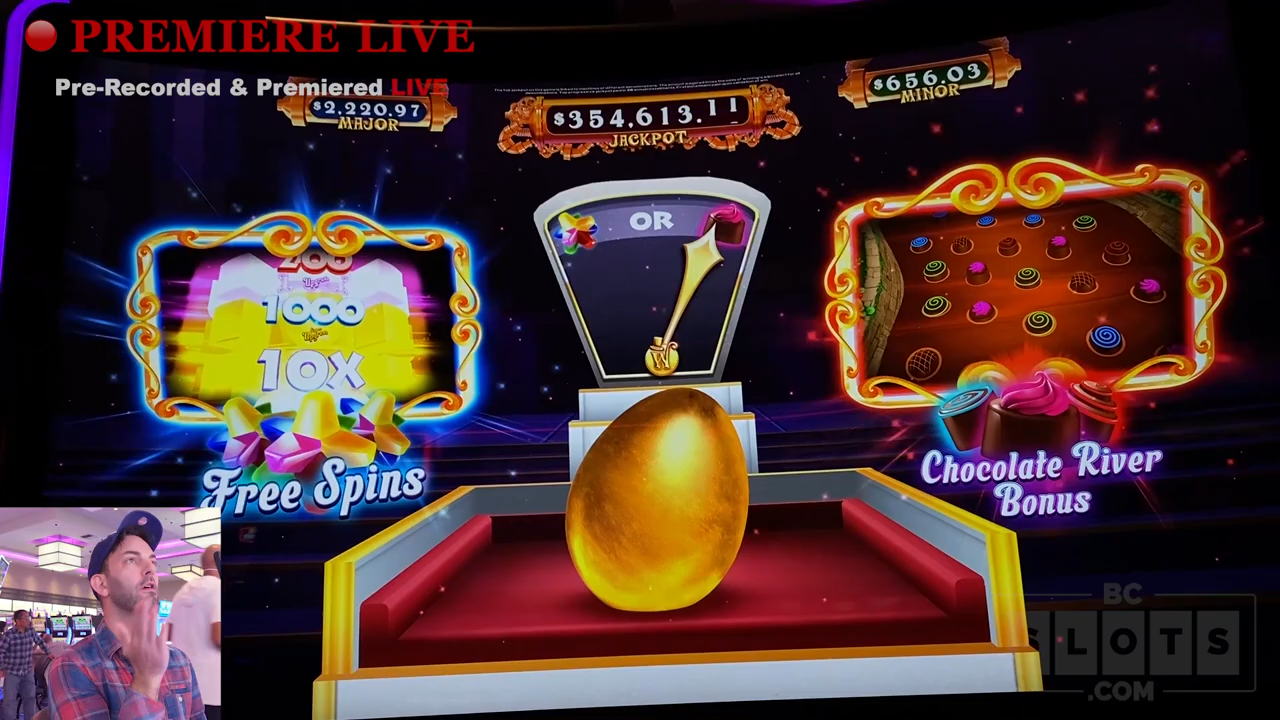 PREMIERE LIVE
Pre-Recorded & Premiered LIVE
$2,220.97
MAJOR
$354,613.11
JACKPOT
$656.03
MINOR
OR
1000
10X
W
Free Spins
Chocolate River
Bonus
BC
SLOTS
.COM